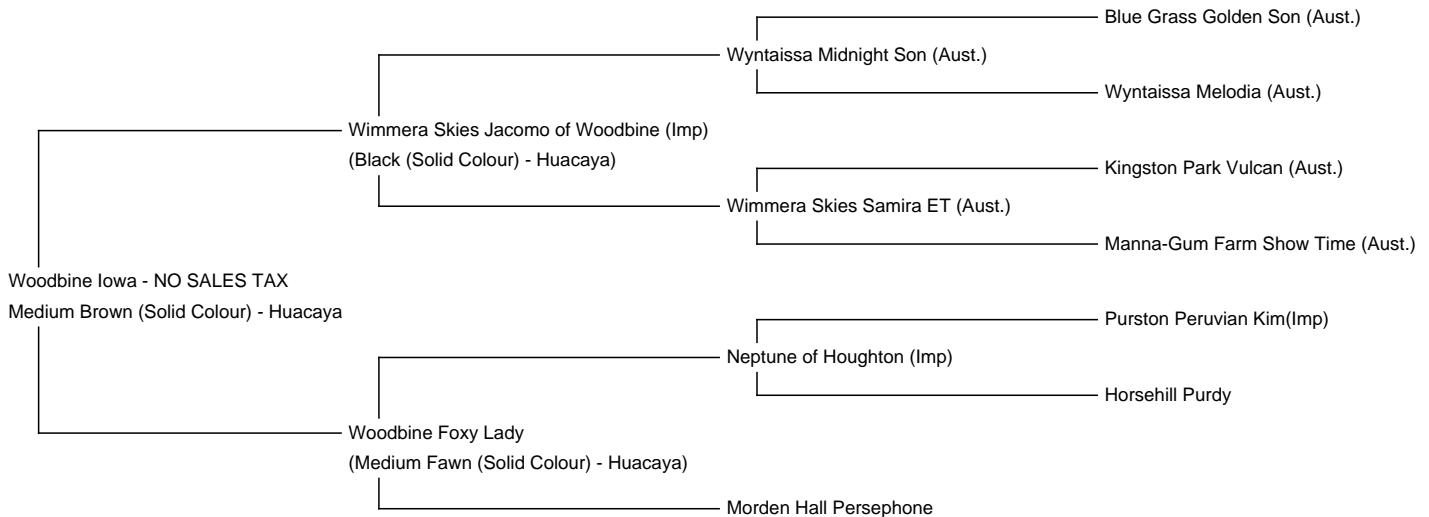 Blue Grass Golden Son (Aust.)
Wyntaissa Midnight Son (Aust.)
Wyntaissa Melodia (Aust.)
Wimmera Skies Jacomo of Woodbine (Imp)
(Black (Solid Colour) - Huacaya)
Kingston Park Vulcan (Aust.)
Wimmera Skies Samira ET (Aust.)
Manna-Gum Farm Show Time (Aust.)
Woodbine Iowa - NO SALES TAX
Medium Brown (Solid Colour) - Huacaya
Purston Peruvian Kim(Imp)
Neptune of Houghton (Imp)
Horsehill Purdy
Woodbine Foxy Lady
(Medium Fawn (Solid Colour) - Huacaya)
Morden Hall Persephone